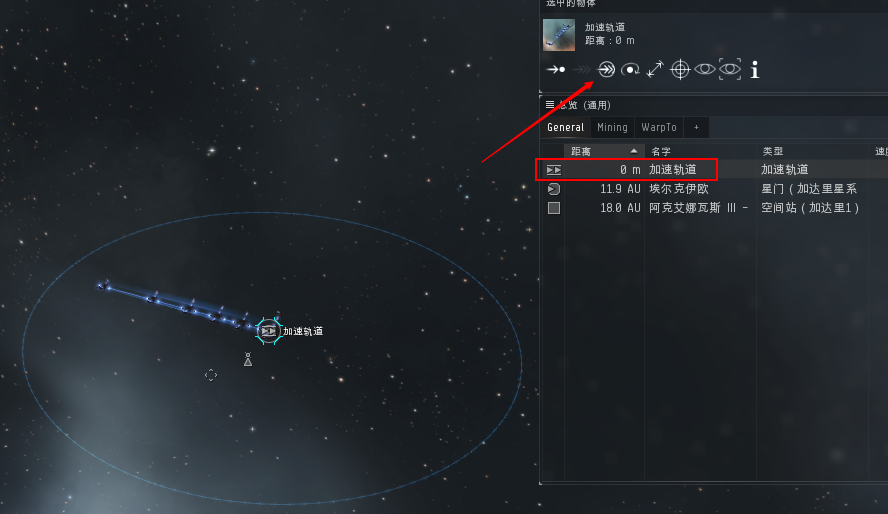 选中的物体
加速轨道
距离：0 m
总览（通用）
General Mining WarpTo +
距离 名字 类型 速度
0 m 加速轨道 加速轨道
11.9 AU 埃尔克伊欧 星门（加达里星系
18.0 AU 阿克艾娜瓦斯 III - 空间站（加达里1）
加速轨道